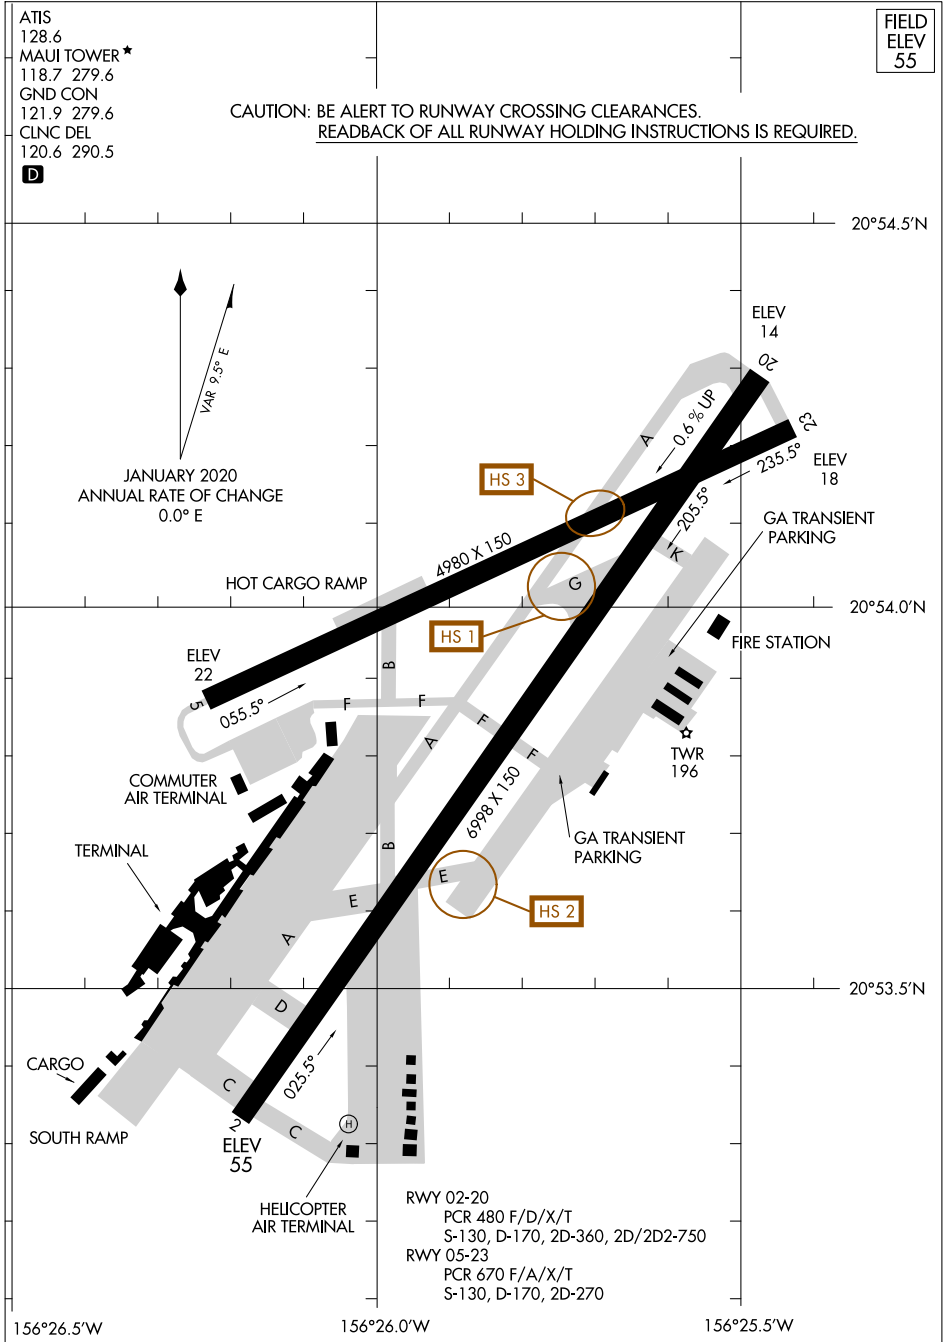 ATIS
128.6
MAUI TOWER★
118.7 279.6
GND CON
121.9 279.6
CLNC DEL
120.6 290.5
D
FIELD
ELEV
55
CAUTION: BE ALERT TO RUNWAY CROSSING CLEARANCES.
READBACK OF ALL RUNWAY HOLDING INSTRUCTIONS IS REQUIRED.
20°54.5'N
VAR 9.5° E
JANUARY 2020
ANNUAL RATE OF CHANGE
0.0° E
ELEV
14
20
23
A
0.6% UP
235.5°
ELEV
18
HS 3
205.5°
GA TRANSIENT
PARKING
K
4980 X 150
HOT CARGO RAMP
G
20°54.0'N
HS 1
FIRE STATION
ELEV
22
5
055.5°
B
F
F
F
F
A
TWR
196
COMMUTER
AIR TERMINAL
6998 X 150
GA TRANSIENT
PARKING
TERMINAL
B
E
E
HS 2
A
20°53.5'N
D
025.5°
CARGO
C
C
SOUTH RAMP
2
ELEV
55
H
HELICOPTER
AIR TERMINAL
RWY 02-20
PCR 480 F/D/X/T
S-130, D-170, 2D-360, 2D/2D2-750
RWY 05-23
PCR 670 F/A/X/T
S-130, D-170, 2D-270
156°26.5'W
156°26.0'W
156°25.5'W